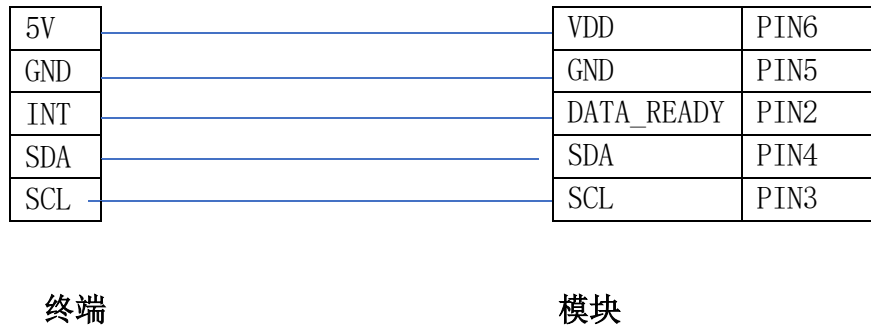 5V VDD PIN6
GND GND PIN5
INT DATA_READY PIN2
SDA SDA PIN4
SCL SCL PIN3
终端 模块